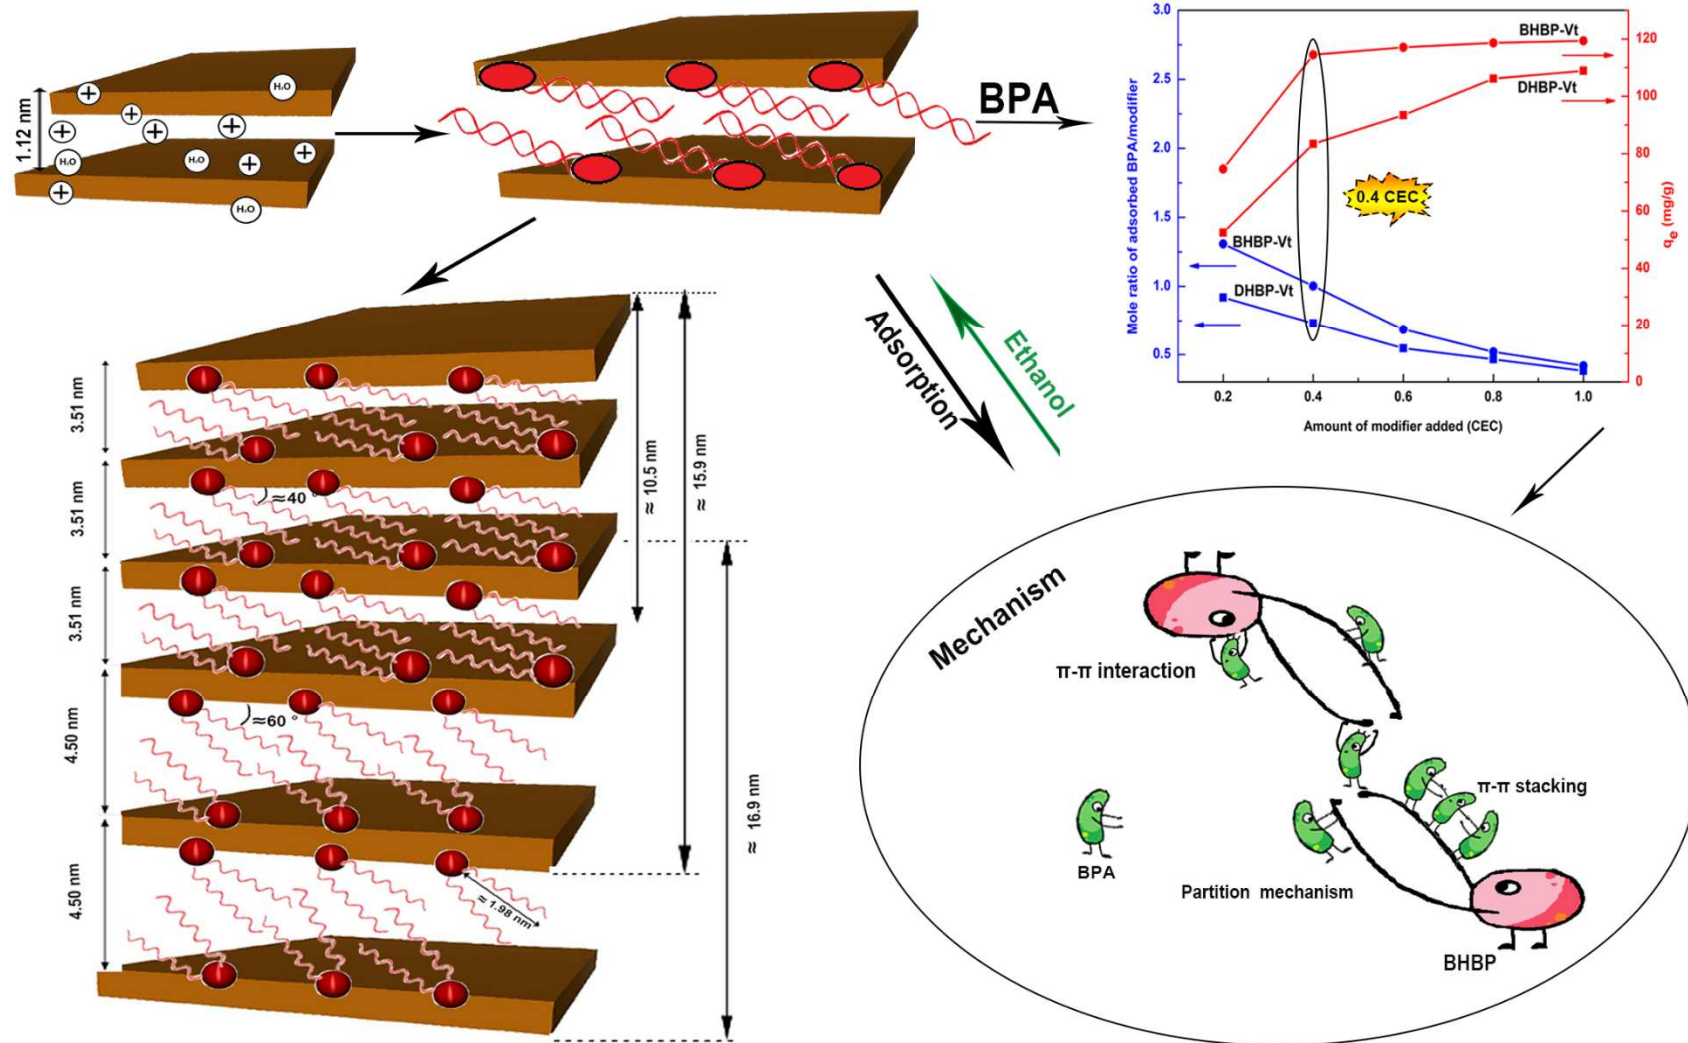 1.12 nm
H₂O
H₂O
H₂O
H₂O
BPA
3.0
2.5
2.0
1.5
1.0
0.5
Mole ratio of adsorbed BPA/modifier
BHBP-Vt
DHBP-Vt
0.4 CEC
BHBP-Vt
DHBP-Vt
120
100
80
60
40
20
0
qe (mg/g)
0.2
0.4
0.6
0.8
1.0
Amount of modifier added (CEC)
Adsorption
Ethanol
3.51 nm
3.51 nm
3.51 nm
4.50 nm
4.50 nm
≈40 °
≈60 °
≈ 1.98 nm
≈ 10.5 nm
≈ 15.9 nm
≈ 16.9 nm
Mechanism
π-π interaction
π-π stacking
BPA
Partition mechanism
BHBP